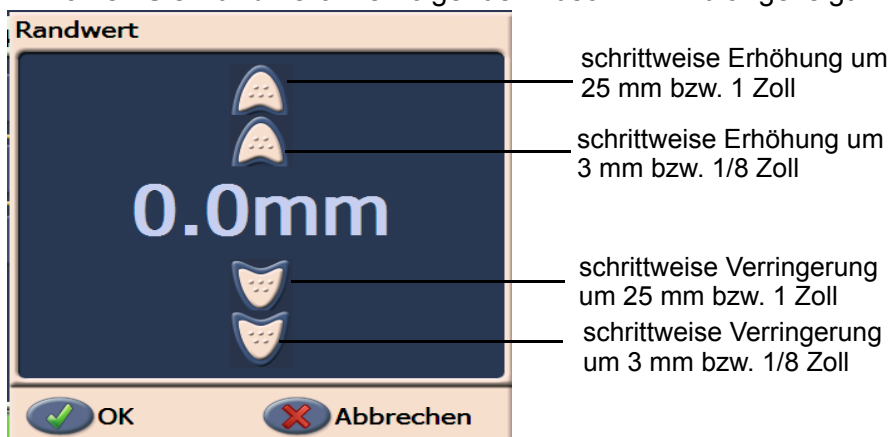 Randwert
schrittweise Erhöhung um
25 mm bzw. 1 Zoll
schrittweise Erhöhung um
3 mm bzw. 1/8 Zoll
0.0mm
schrittweise Verringerung
um 25 mm bzw. 1 Zoll
schrittweise Verringerung
um 3 mm bzw. 1/8 Zoll
OK
Abbrechen